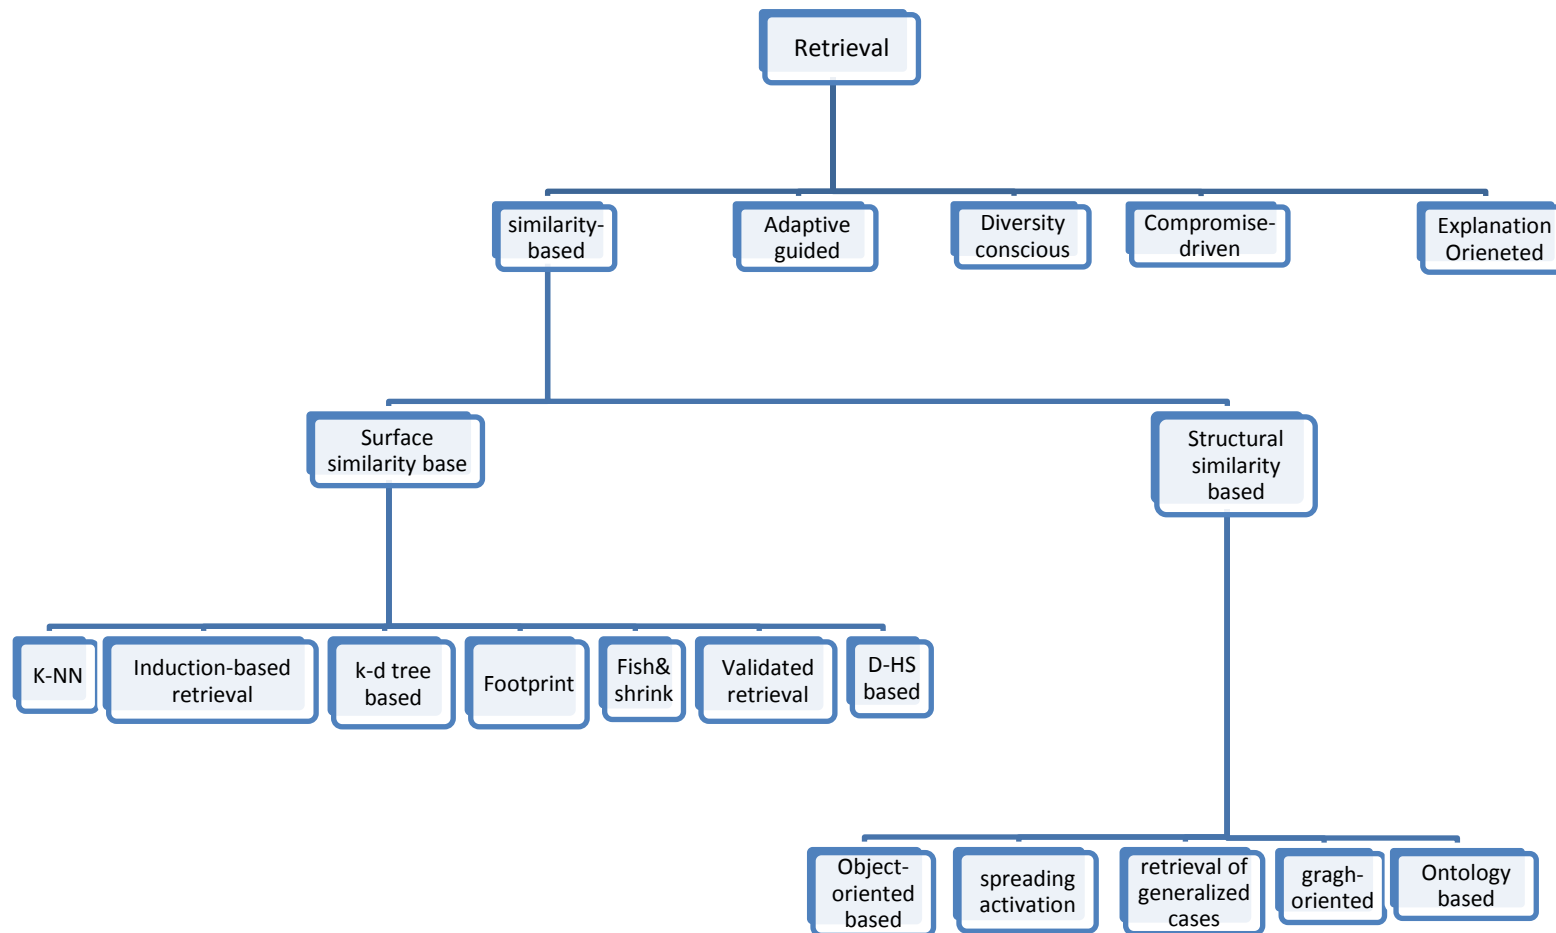 Retrieval
similarity-
based
Adaptive
guided
Diversity
conscious
Compromise-
driven
Explanation
Orieneted
Surface
similarity base
Structural
similarity
based
K-NN
Induction-based
retrieval
k-d tree
based
Footprint
Fish&
shrink
Validated
retrieval
D-HS
based
Object-
oriented
based
spreading
activation
retrieval of
generalized
cases
gragh-
oriented
Ontology
based